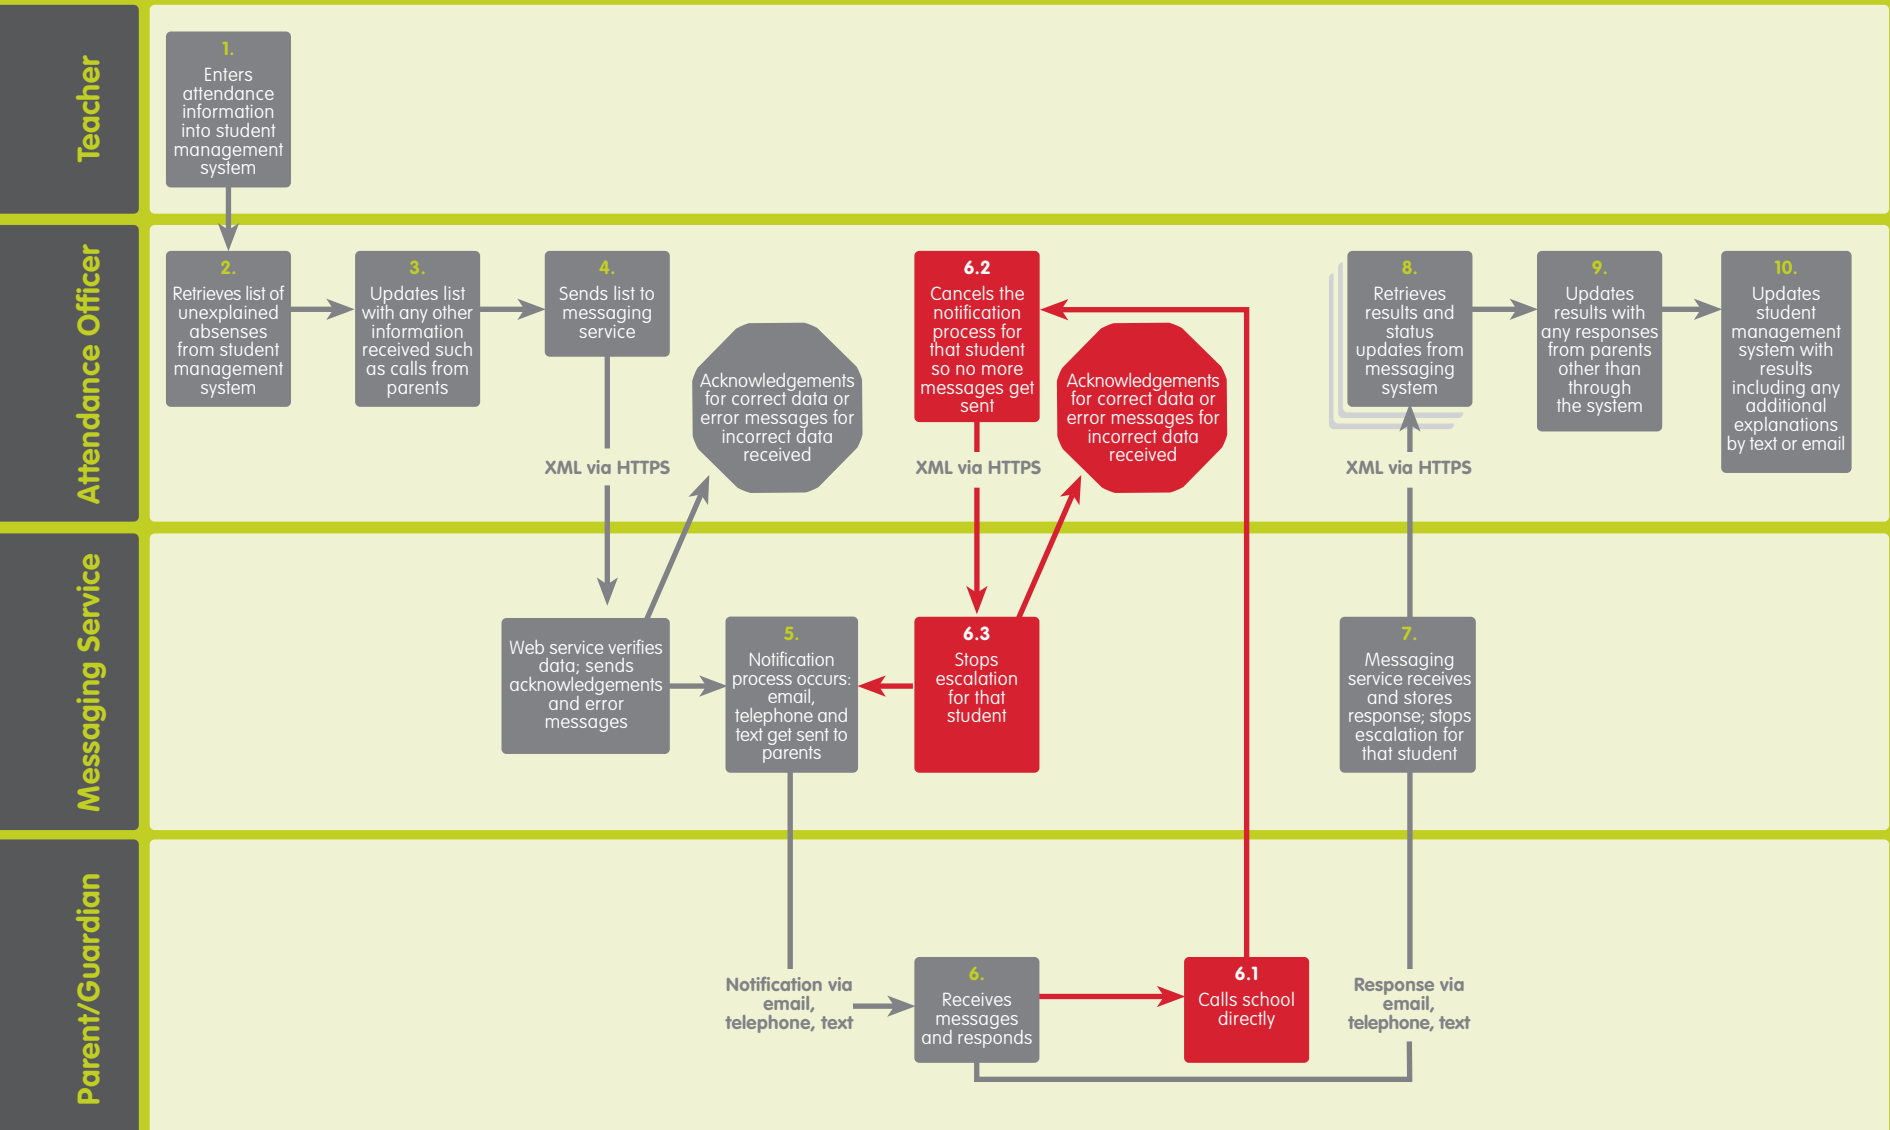 Teacher
1.
Enters
attendance
information
into student
management
system
Attendance Officer
2.
Retrieves list of
unexplained
absenses
from student
management
system
3.
Updates list
with any other
information
received such
as calls from
parents
4.
Sends list to
messaging
service
XML via HTTPS
Acknowledgements
for correct data or
error messages for
incorrect data
received
6.2
Cancels the
notification
process for
that student
so no more
messages get
sent
XML via HTTPS
Acknowledgements
for correct data or
error messages for
incorrect data
received
8.
Retrieves
results and
status
updates from
messaging
system
XML via HTTPS
9.
Updates
results with
any responses
from parents
other than
through
the system
10.
Updates
student
management
system with
results
including any
additional
explanations
by text or email
Messaging Service
Web service verifies
data; sends
acknowledgements
and error
messages
5.
Notification
process occurs:
email,
telephone and
text get sent to
parents
6.3
Stops
escalation
for that
student
7.
Messaging
service receives
and stores
response; stops
escalation for
that student
Parent/Guardian
Notification via
email,
telephone, text
6.
Receives
messages
and responds
6.1
Calls school
directly
Response via
email,
telephone, text